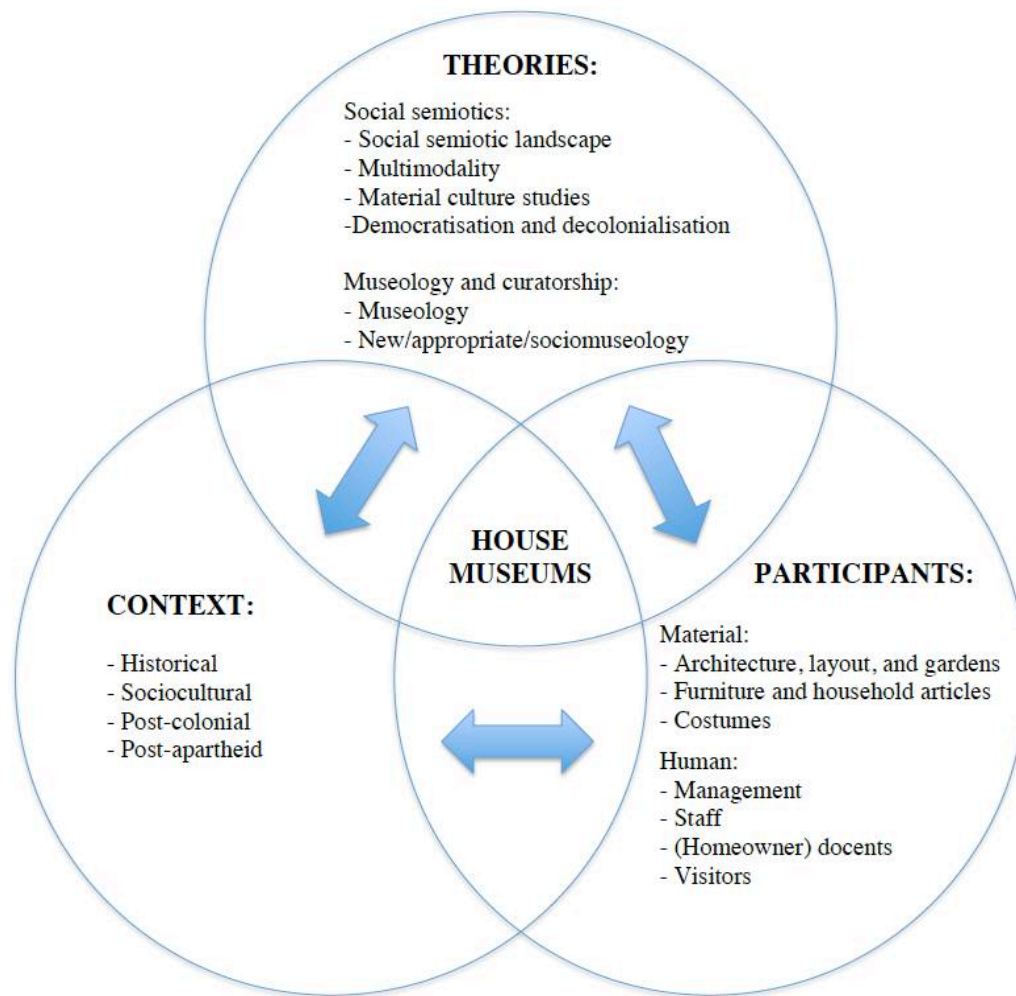 THEORIES:
Social semiotics:
- Social semiotic landscape
- Multimodality
- Material culture studies
-Democratisation and decolonialisation
Museology and curatorship:
- Museology
- New/appropriate/sociomuseology
HOUSE
MUSEUMS
CONTEXT:
- Historical
- Sociocultural
- Post-colonial
- Post-apartheid
PARTICIPANTS:
Material:
- Architecture, layout, and gardens
- Furniture and household articles
- Costumes
Human:
- Management
- Staff
- (Homeowner) docents
- Visitors